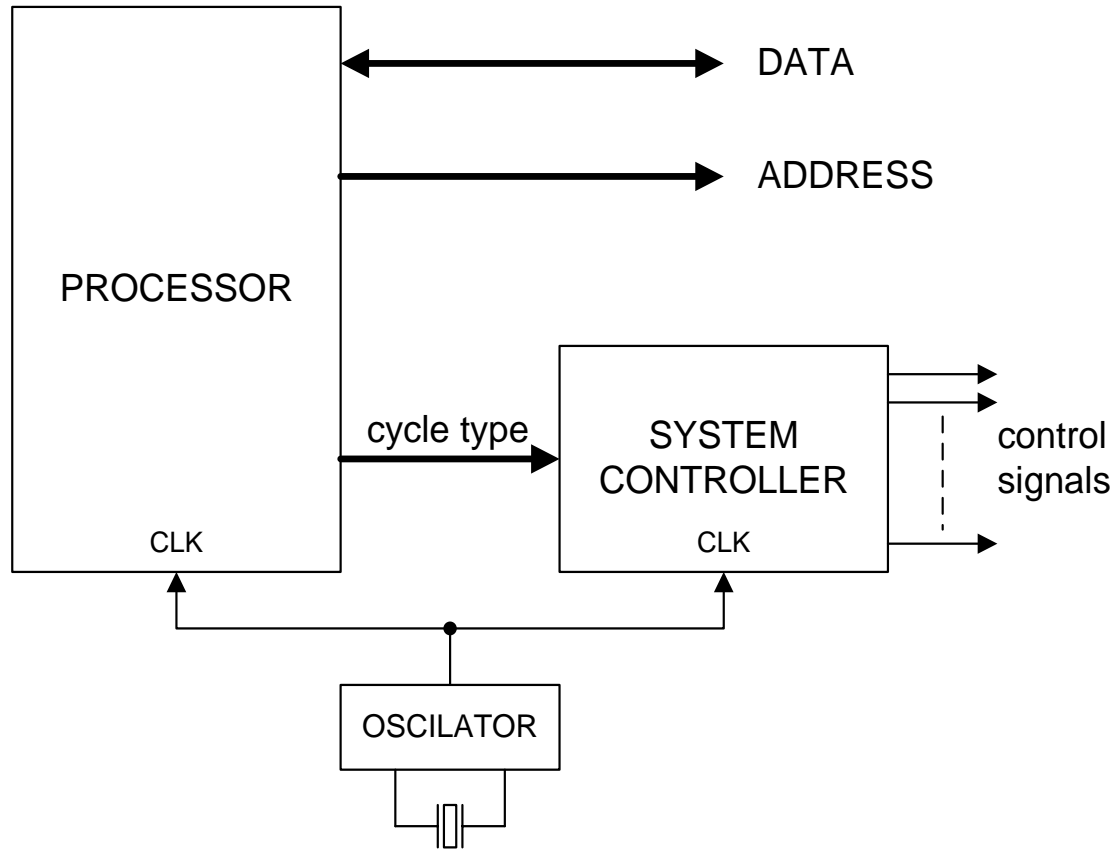 DATA
ADDRESS
PROCESSOR
cycle type
SYSTEM
CONTROLLER
control
signals
CLK
CLK
OSCILATOR